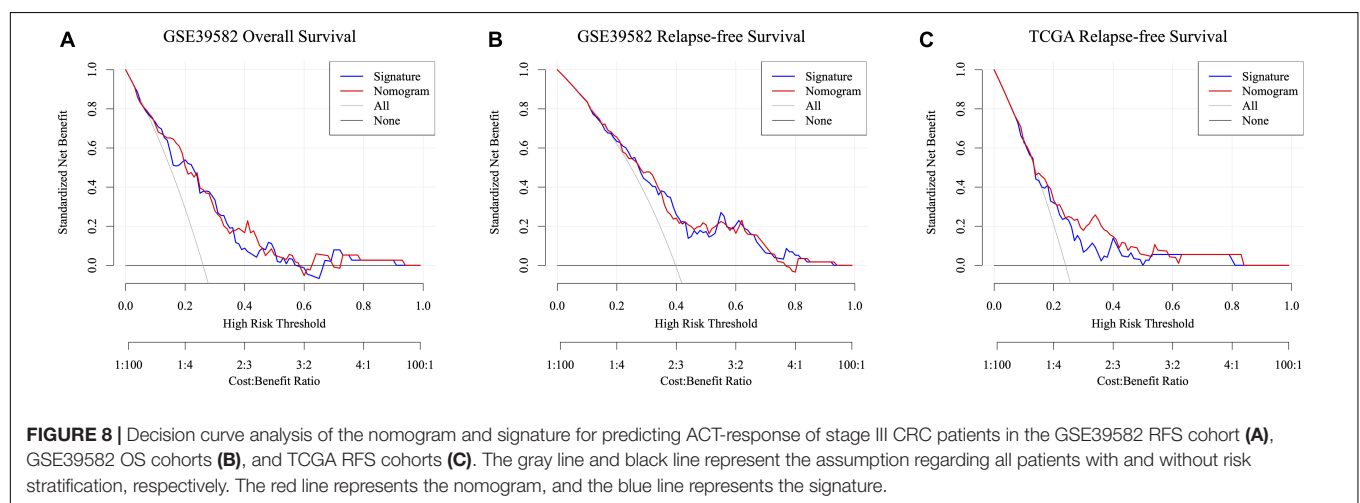 A
GSE39582 Overall Survival
Standardized Net Benefit
1.0
0.8
0.6
0.4
0.2
0.0
Signature
Nomogram
All
None
0.0 0.2 0.4 0.6 0.8 1.0
High Risk Threshold
1:100 1:4 2:3 3:2 4:1 100:1
Cost:Benefit Ratio
B
GSE39582 Relapse-free Survival
Standardized Net Benefit
1.0
0.8
0.6
0.4
0.2
0.0
Signature
Nomogram
All
None
0.0 0.2 0.4 0.6 0.8 1.0
High Risk Threshold
1:100 1:4 2:3 3:2 4:1 100:1
Cost:Benefit Ratio
C
TCGA Relapse-free Survival
Standardized Net Benefit
1.0
0.8
0.6
0.4
0.2
0.0
Signature
Nomogram
All
None
0.0 0.2 0.4 0.6 0.8 1.0
High Risk Threshold
1:100 1:4 2:3 3:2 4:1 100:1
Cost:Benefit Ratio
FIGURE 8 | Decision curve analysis of the nomogram and signature for predicting ACT-response of stage III CRC patients in the GSE39582 RFS cohort (A),
GSE39582 OS cohorts (B), and TCGA RFS cohorts (C). The gray line and black line represent the assumption regarding all patients with and without risk
stratification, respectively. The red line represents the nomogram, and the blue line represents the signature.